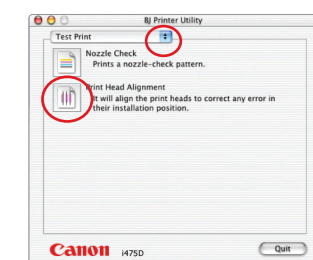 BJ Printer Utility
Test Print
Nozzle Check
Prints a nozzle-check pattern.
Print Head Alignment
It will align the print heads to correct any error in
their installation position.
Canon i475D
Quit